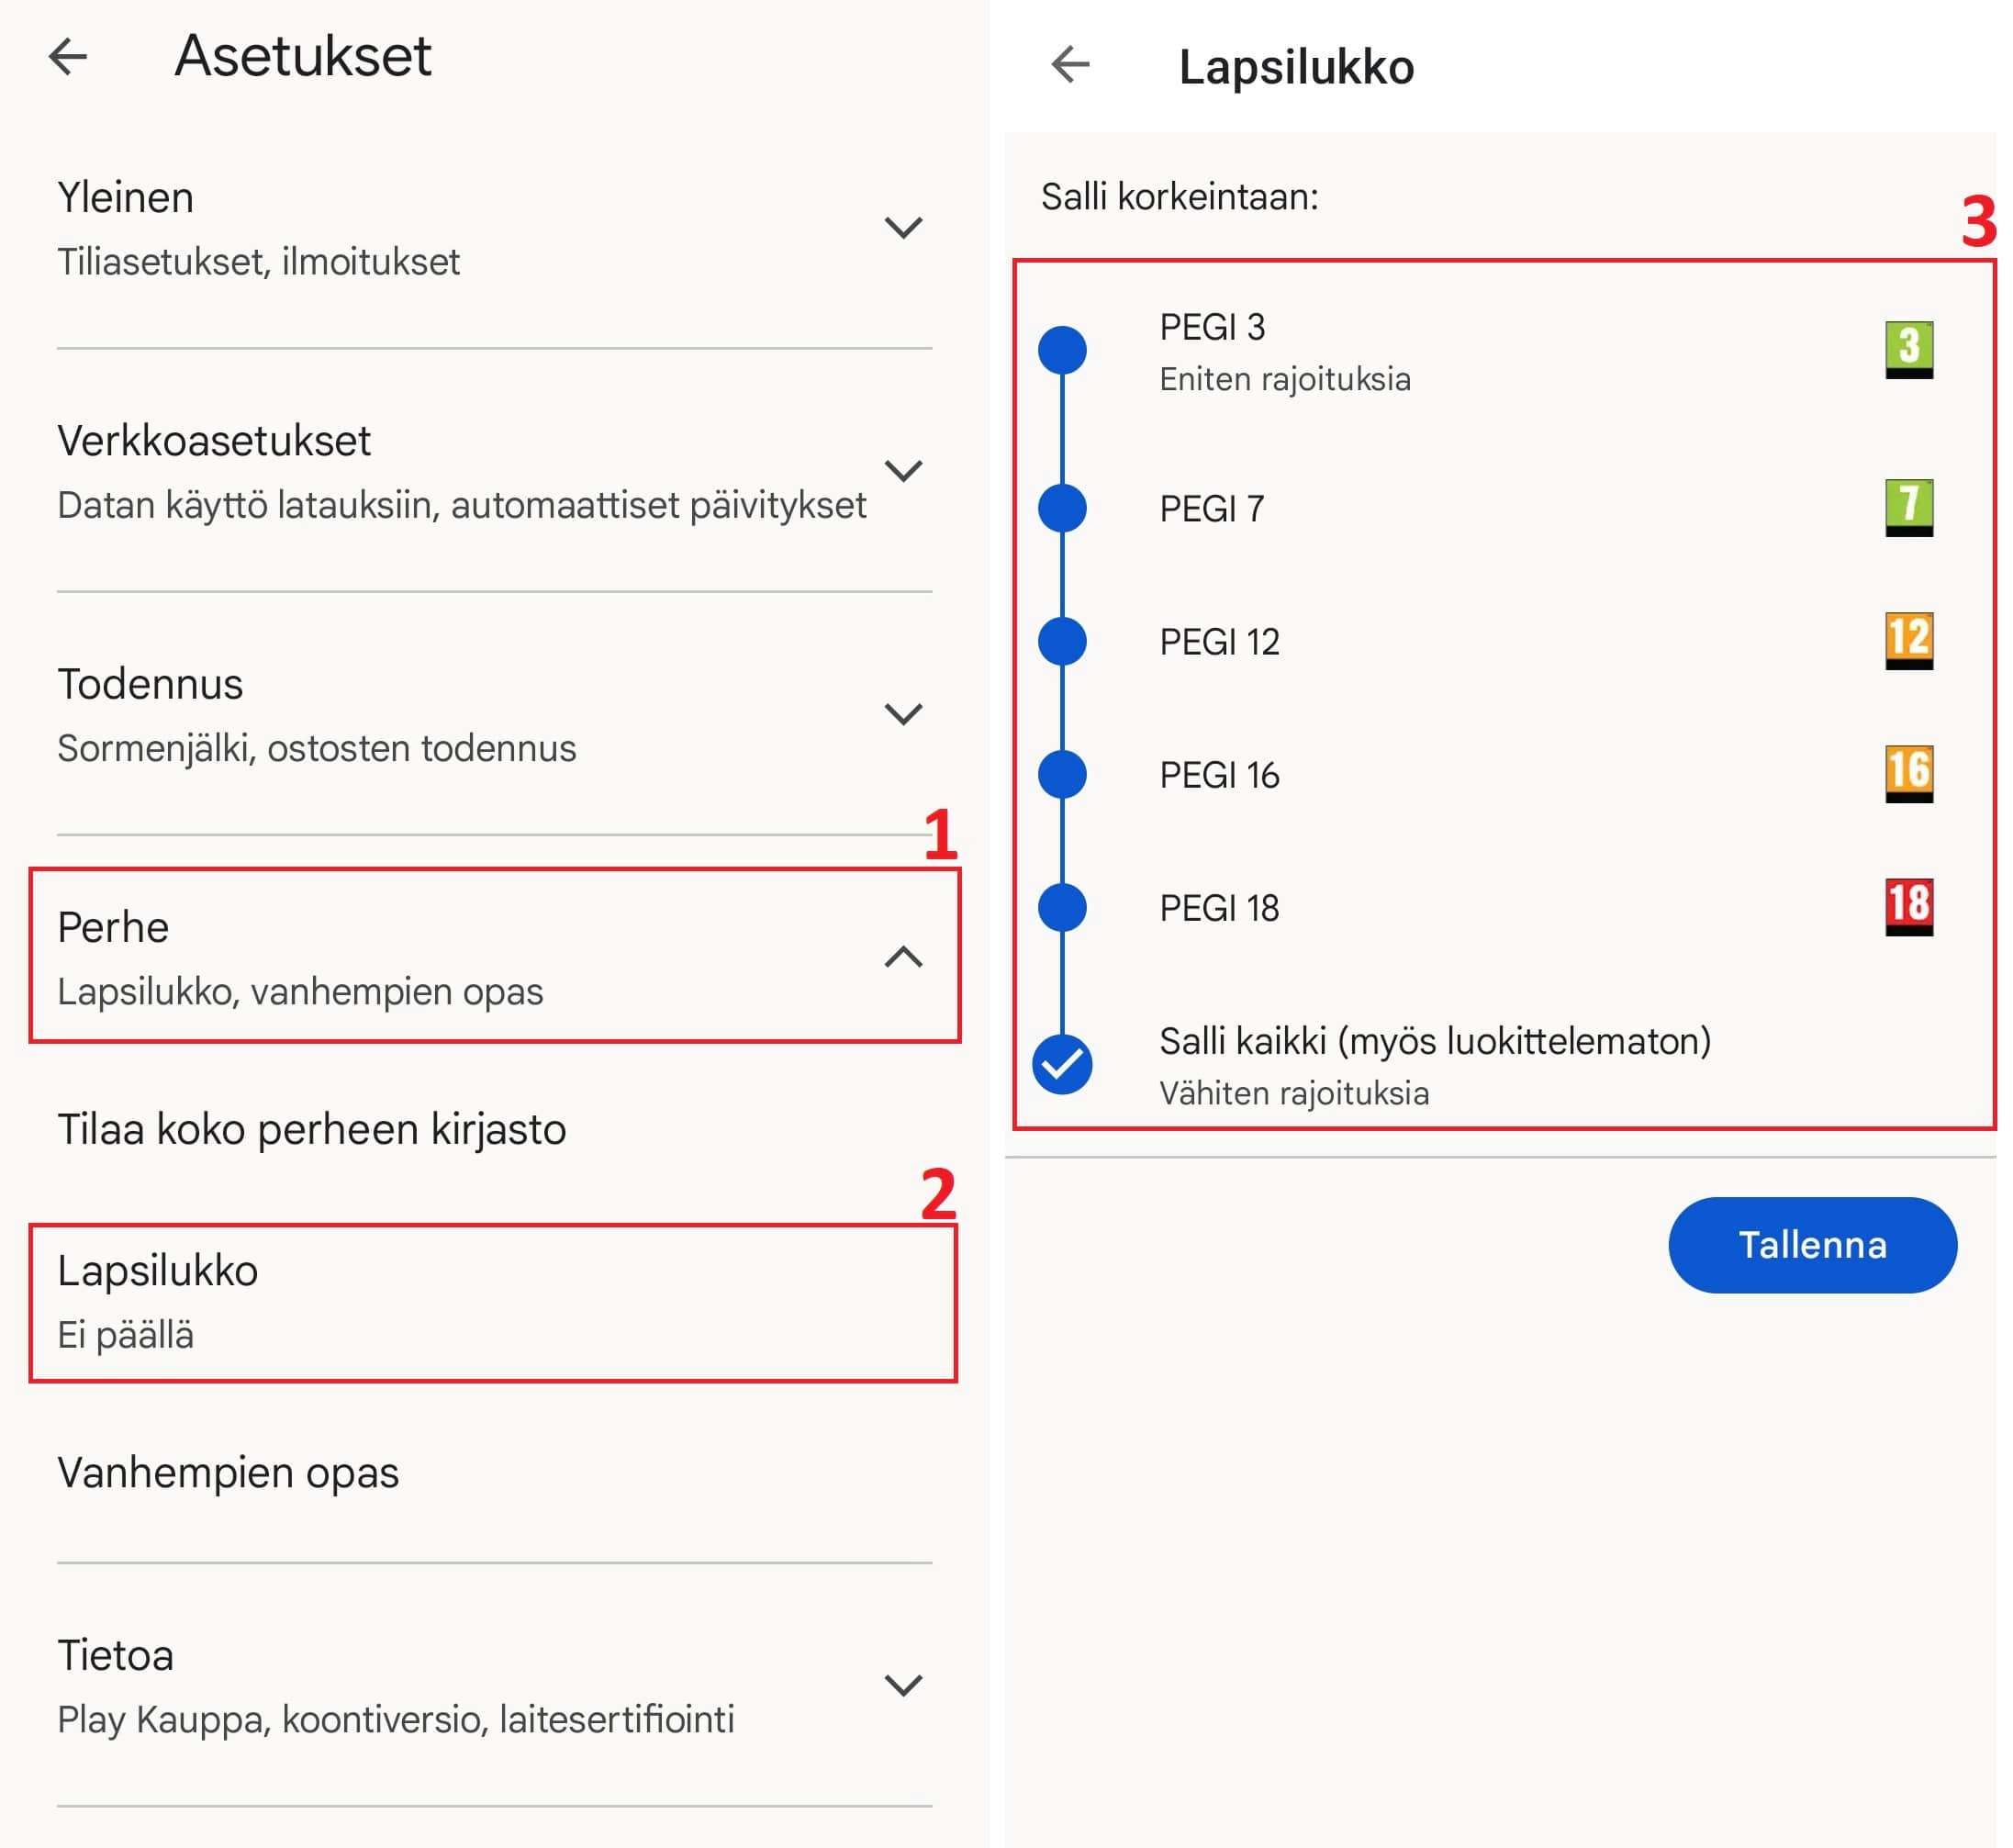 Asetukset
Yleinen
Tiliasetukset, ilmoitukset
Verkkoasetukset
Datan käyttö latauksiin, automaattiset päivitykset
Todennus
Sormenjälki, ostosten todennus
1
Perhe
Lapsilukko, vanhempien opas
Tilaa koko perheen kirjasto
2
Lapsilukko
Ei päällä
Vanhempien opas
Tietoa
Play Kauppa, koontiversio, laitesertifiointi
Lapsilukko
Salli korkeintaan:
3
PEGI 3
3
Eniten rajoituksia
PEGI 7
7
PEGI 12
12
PEGI 16
16
PEGI 18
18
Salli kaikki (myös luokittelematon)
Vähiten rajoituksia
Tallenna